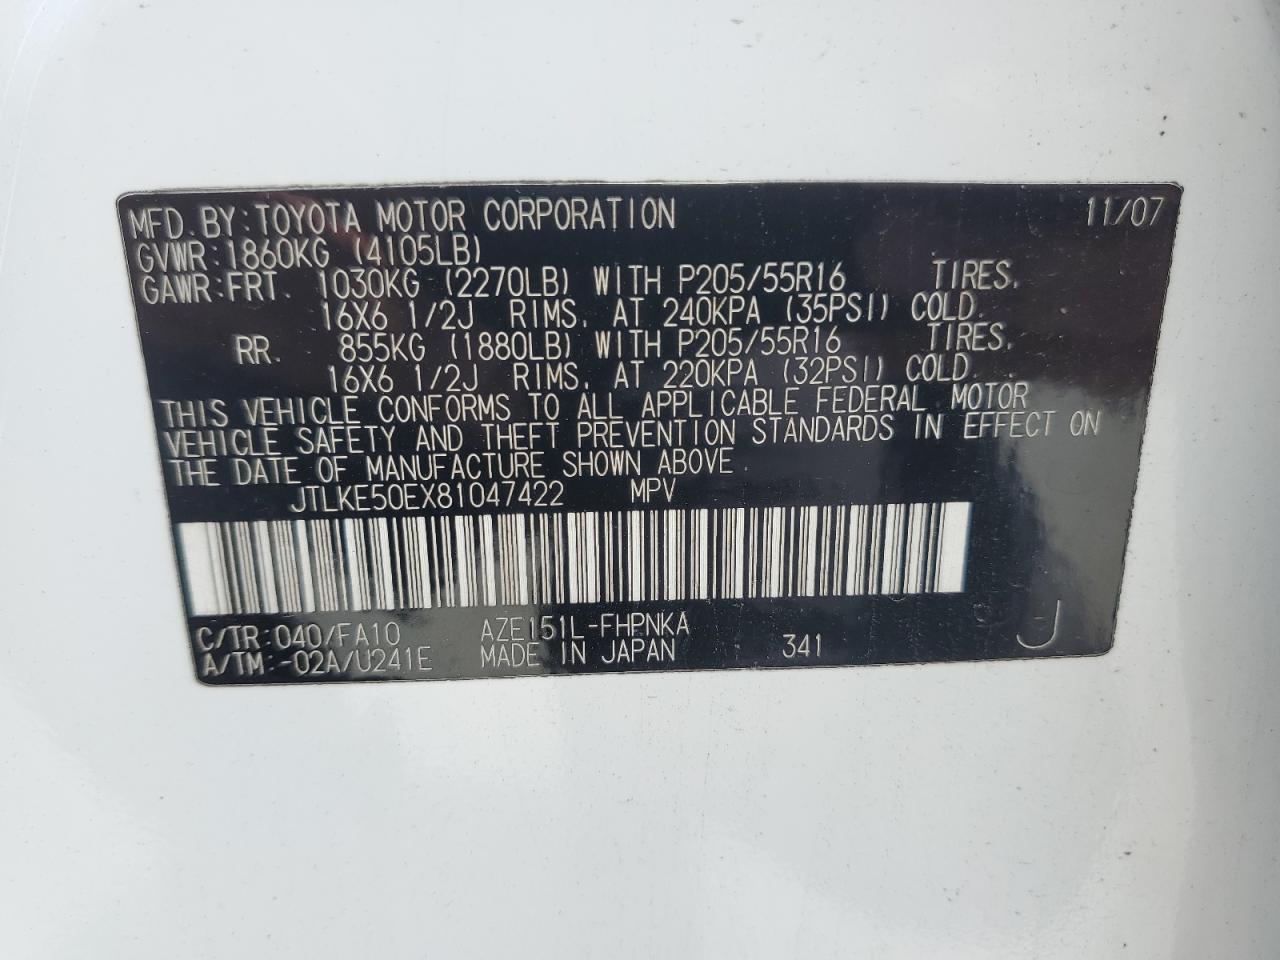 MFD. BY: TOYOTA MOTOR CORPORATION 11/07
GVWR: 1860KG (4105LB)
GAWR: FRT. 1030KG (2270LB) WITH P205/55R16 TIRES,
16X6 1/2J RIMS, AT 240KPA (35PSI) COLD.
RR. 855KG (1880LB) WITH P205/55R16 TIRES,
16X6 1/2J RIMS, AT 220KPA (32PSI) COLD.
THIS VEHICLE CONFORMS TO ALL APPLICABLE FEDERAL MOTOR
VEHICLE SAFETY AND THEFT PREVENTION STANDARDS IN EFFECT ON
THE DATE OF MANUFACTURE SHOWN ABOVE.
JTLKE50EX81047422 MPV
C/TR: 040/FA10 AZE151L-FHPNKA
A/TM: -02A/U241E MADE IN JAPAN 341 J